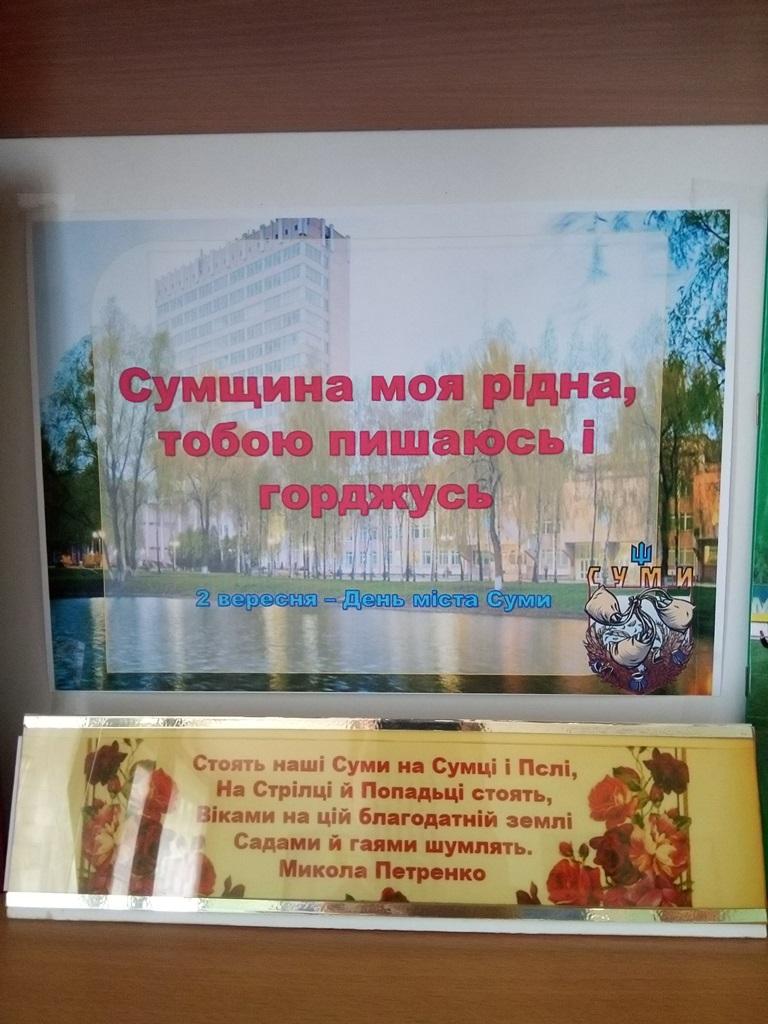 Сумщина моя рідна,
тобою пишаюсь і
горджусь
2 вересня – День міста Суми
СУМИ
Стоять наші Суми на Сумці і Пслі,
На Стрілці й Попадьці стоять,
Віками на цій благодатній землі
Садами й гаями шумлять.
Микола Петренко